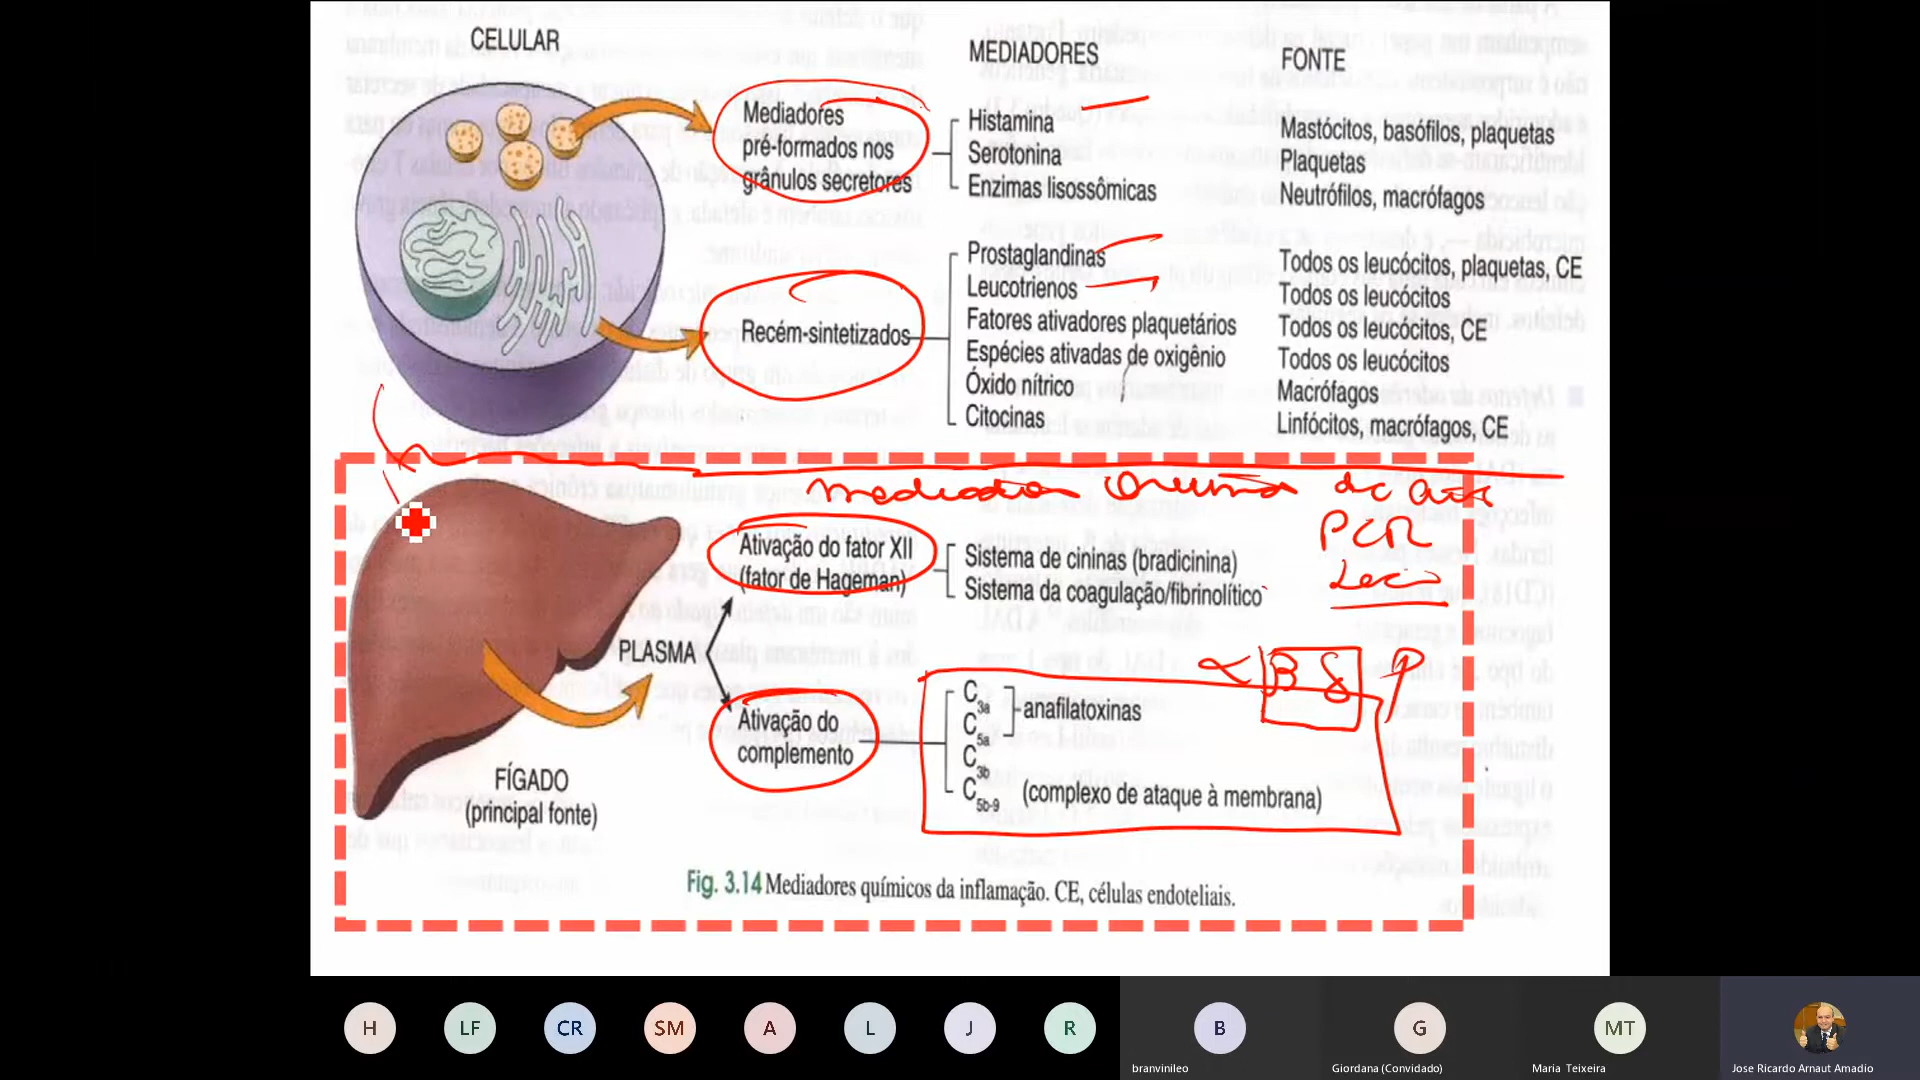 CELULAR
MEDIADORES
FONTE
Mediadores
pré-formados nos
grânulos secretores
Histamina
Serotonina
Enzimas lisossômicas
Mastócitos, basófilos, plaquetas
Plaquetas
Neutrófilos, macrófagos
Recém-sintetizados
Prostaglandinas
Leucotrienos
Fatores ativadores plaquetários
Espécies ativadas de oxigênio
Óxido nítrico
Citocinas
Todos os leucócitos, plaquetas, CE
Todos os leucócitos
Todos os leucócitos, CE
Todos os leucócitos
Macrófagos
Linfócitos, macrófagos, CE
PCR
Ativação do fator XII
(fator de Hageman)
Sistema de cininas (bradicinina)
Sistema da coagulação/fibrinolítico
PLASMA
Ativação do
complemento
C3a
C5a
anafilatoxinas
C3b
C5b-9 (complexo de ataque à membrana)
FÍGADO
(principal fonte)
Fig. 3.14 Mediadores químicos da inflamação. CE, células endoteliais.
H
LF
CR
SM
A
L
J
R
B
G
MT
branvinileo
Giordana (Convidado)
Maria Teixeira
Jose Ricardo Arnaut Amadio